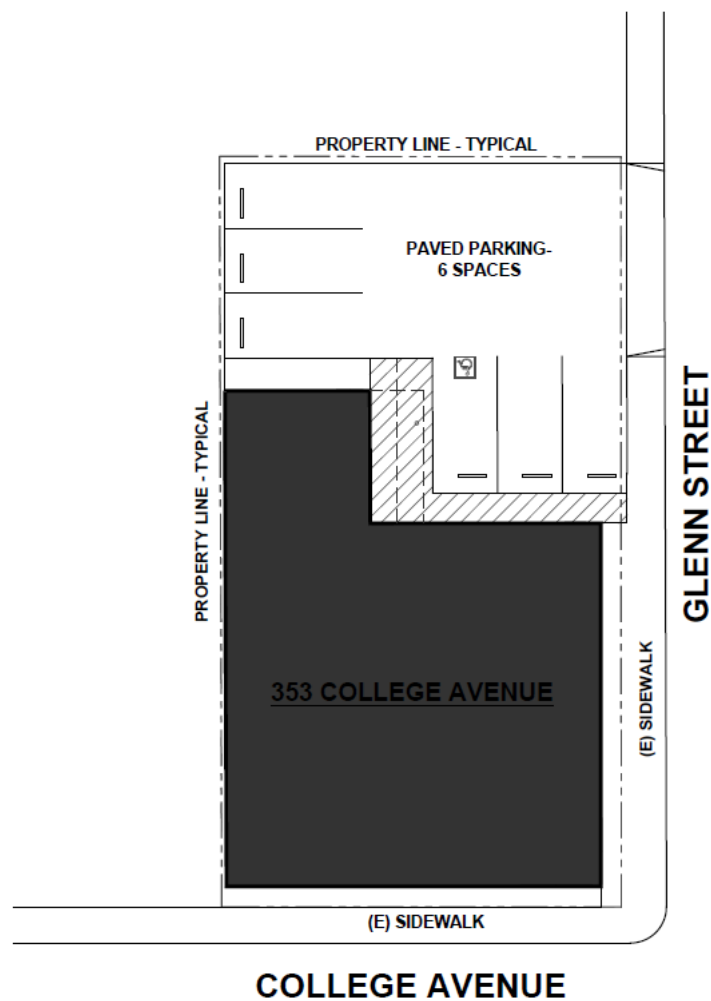 PROPERTY LINE - TYPICAL
PAVED PARKING-
6 SPACES
PROPERTY LINE - TYPICAL
GLENN STREET
353 COLLEGE AVENUE
(E) SIDEWALK
(E) SIDEWALK
COLLEGE AVENUE